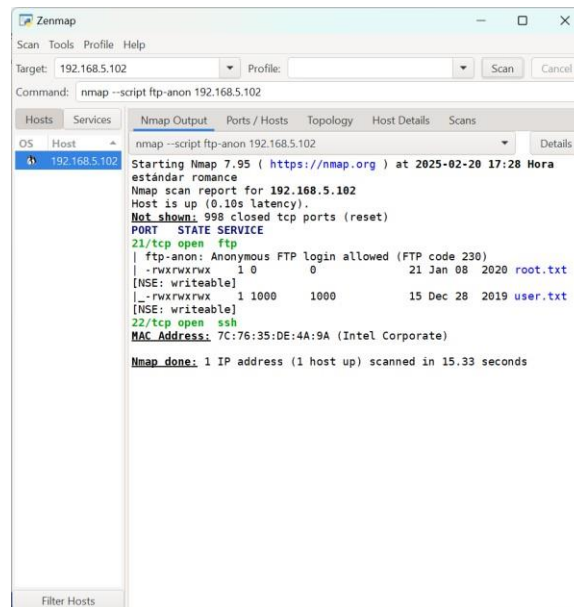 Zenmap
Scan Tools Profile Help
Target: 192.168.5.102 Profile: Scan Cancel
Command: nmap --script ftp-anon 192.168.5.102
Hosts Services Nmap Output Ports / Hosts Topology Host Details Scans
OS Host nmap --script ftp-anon 192.168.5.102 Details
192.168.5.102
Starting Nmap 7.95 ( https://nmap.org ) at 2025-02-20 17:28 Hora
estándar romance
Nmap scan report for 192.168.5.102
Host is up (0.10s latency).
Not shown: 998 closed tcp ports (reset)
PORT STATE SERVICE
21/tcp open ftp
| ftp-anon: Anonymous FTP login allowed (FTP code 230)
| -rwxrwxrwx 1 0 0 21 Jan 08 2020 root.txt
[NSE: writeable]
|_-rwxrwxrwx 1 1000 1000 15 Dec 28 2019 user.txt
[NSE: writeable]
22/tcp open ssh
MAC Address: 7C:76:35:DE:4A:9A (Intel Corporate)
Nmap done: 1 IP address (1 host up) scanned in 15.33 seconds
Filter Hosts